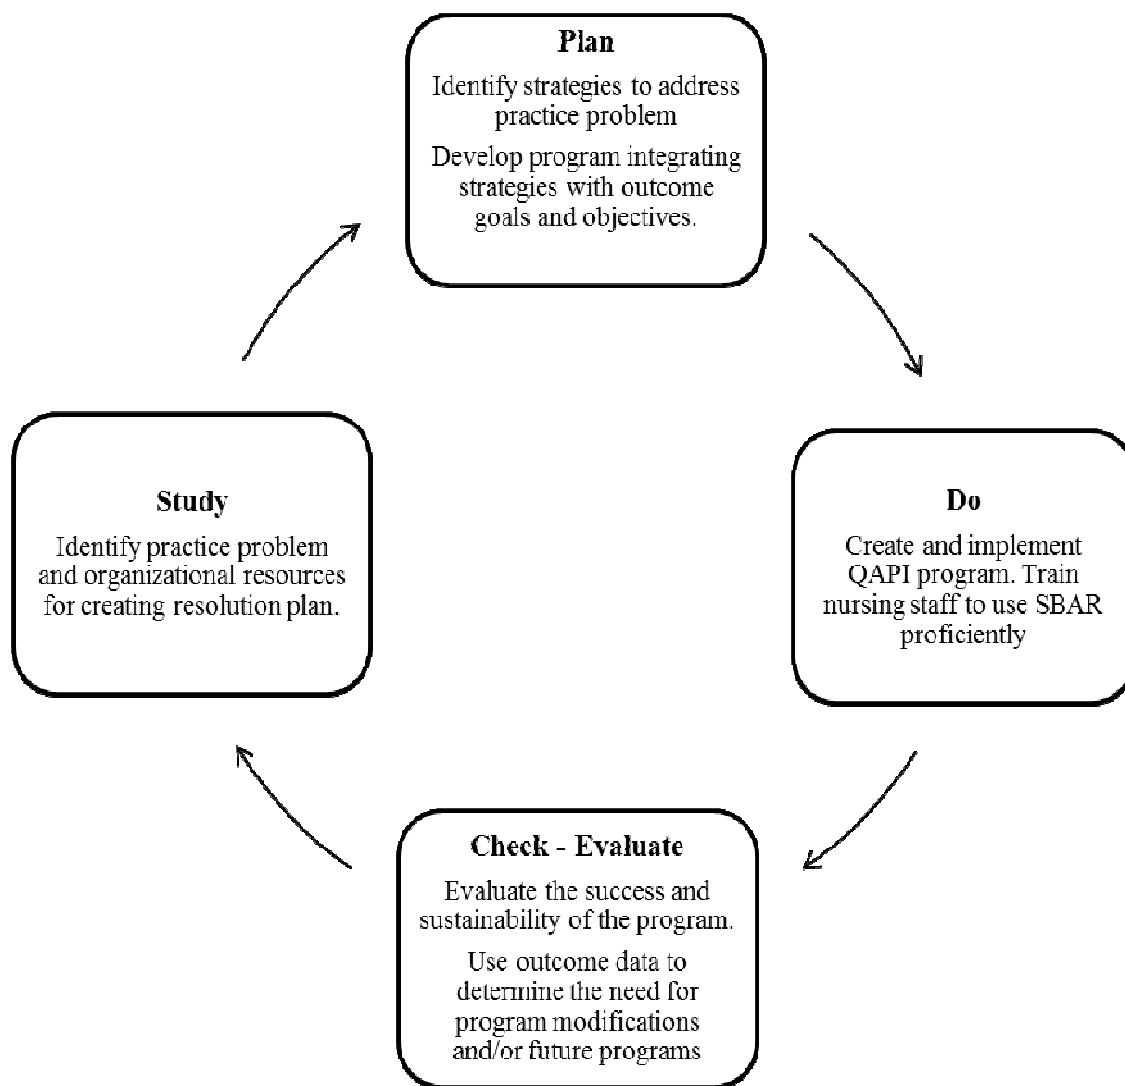 Plan
Identify strategies to address
practice problem
Develop program integrating
strategies with outcome
goals and objectives.
Study
Identify practice problem
and organizational resources
for creating resolution plan.
Do
Create and implement
QAPI program. Train
nursing staff to use SBAR
proficiently
Check - Evaluate
Evaluate the success and
sustainability of the program.
Use outcome data to
determine the need for
program modifications
and/or future programs